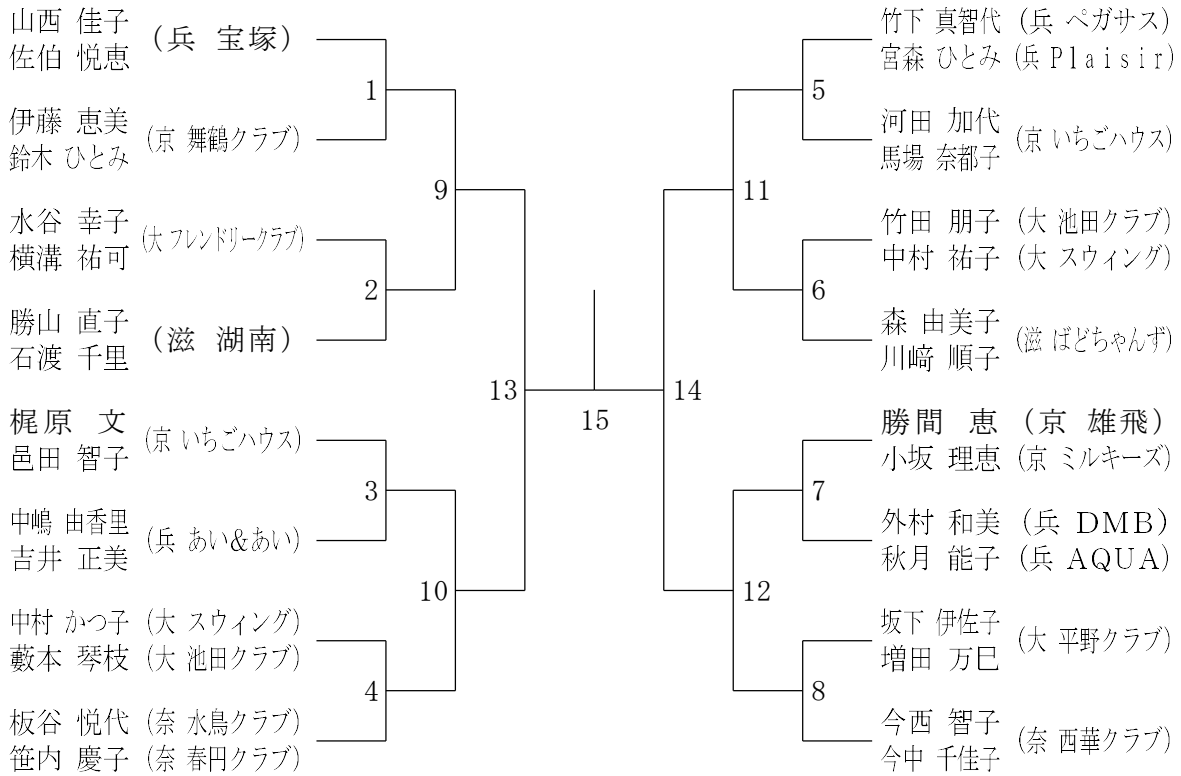 山西 佳子
佐伯 悦恵
(兵 宝塚)
1
伊藤 恵美
鈴木 ひとみ
(京 舞鶴クラブ)
9
水谷 幸子
横溝 祐可
(大 フレンドリークラブ)
2
勝山 直子
石渡 千里
(滋 湖南)
13
梶原 文
邑田 智子
(京 いちごハウス)
3
中嶋 由香里
吉井 正美
(兵 あい&あい)
10
中村 かつ子 (大 スウィング)
藪本 琴枝 (大 池田クラブ)
4
板谷 悦代 (奈 水鳥クラブ)
笹内 慶子 (奈 春円クラブ)
15
竹下 真智代 (兵 ペガサス)
宮森 ひとみ (兵 Plaisir)
5
河田 加代
馬場 奈都子
(京 いちごハウス)
11
竹田 朋子 (大 池田クラブ)
中村 祐子 (大 スウィング)
6
森 由美子
川﨑 順子
(滋 ばどちゃんず)
14
勝間 恵 (京 雄飛)
小坂 理恵 (京 ミルキーズ)
7
外村 和美 (兵 DMB)
秋月 能子 (兵 AQUA)
12
坂下 伊佐子
増田 万巳
(大 平野クラブ)
8
今西 智子
今中 千佳子
(奈 西華クラブ)